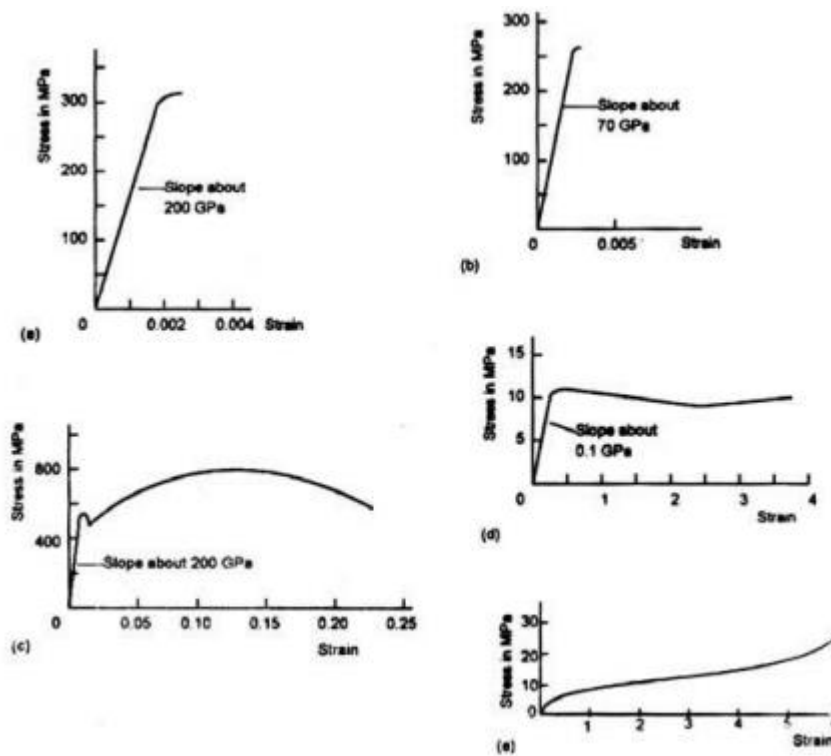 Stress in MPa
300
200
100
Slope about
200 GPa
0
0.002
0.004
Strain
(a)
Stress in MPa
300
200
100
Slope about
70 GPa
0
0.005
Strain
(b)
Stress in MPa
800
400
Slope about 200 GPa
0
0.05
0.10
0.15
0.20
0.25
Strain
(c)
Stress in MPa
15
10
5
Slope about
0.1 GPa
0
1
2
3
4
Strain
(d)
Stress in MPa
30
20
10
0
1
2
3
4
5
Strain
(e)